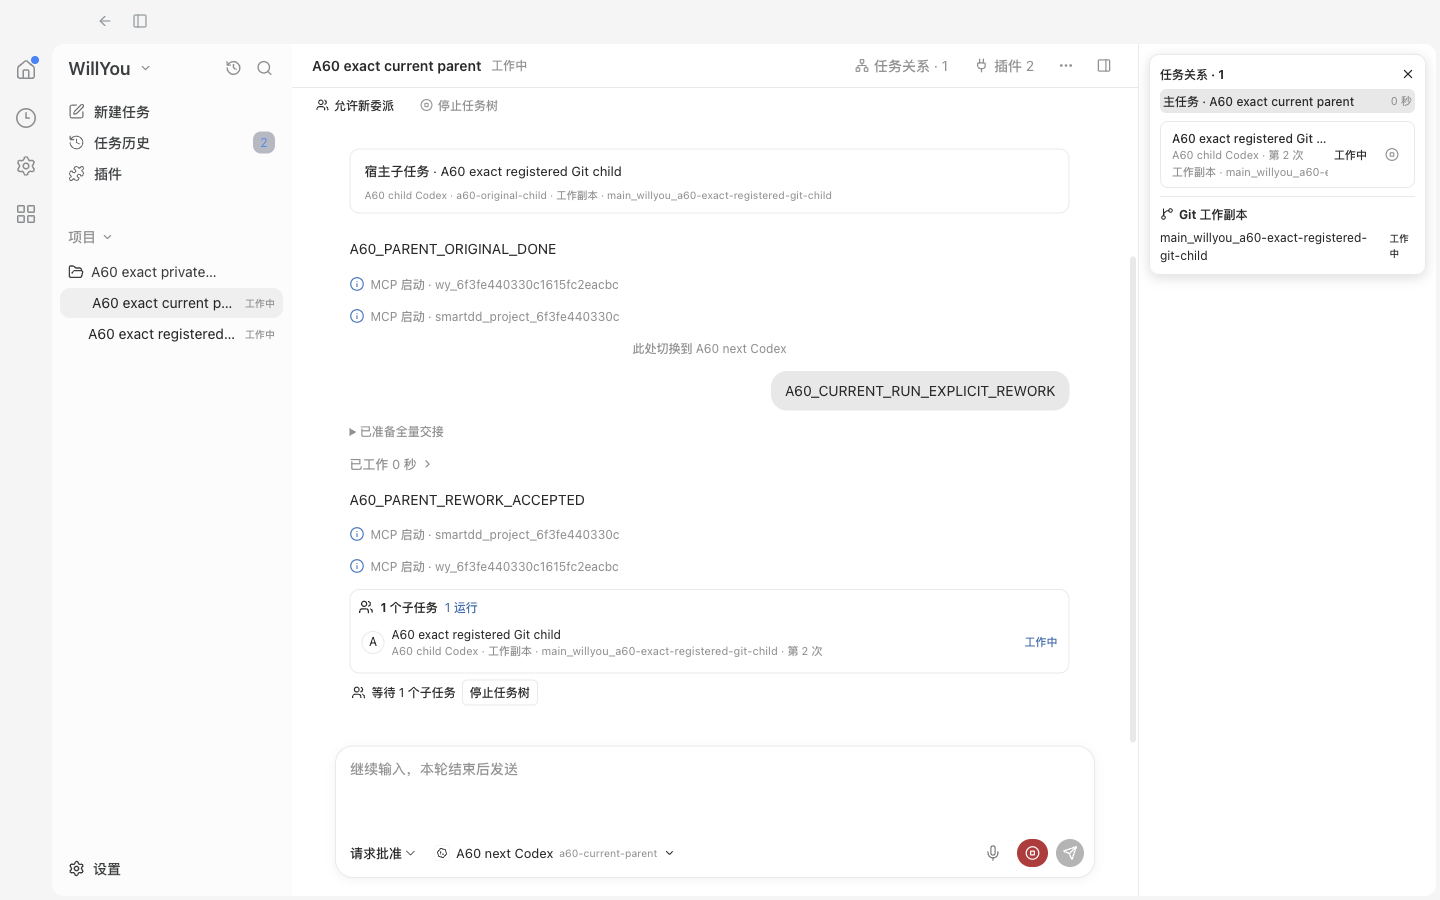 WillYou
新建任务
任务历史
2
插件
项目
A60 exact private...
A60 exact current p... 工作中
A60 exact registered... 工作中
设置
A60 exact current parent 工作中
任务关系 · 1
插件 2
允许新委派
停止任务树
宿主子任务 · A60 exact registered Git child
A60 child Codex · a60-original-child · 工作副本 · main_willyou_a60-exact-registered-git-child
A60_PARENT_ORIGINAL_DONE
MCP 启动 · wy_6f3fe440330c1615fc2eacbc
MCP 启动 · smartdd_project_6f3fe440330c
此处切换到 A60 next Codex
A60_CURRENT_RUN_EXPLICIT_REWORK
已准备全量交接
已工作 0 秒
A60_PARENT_REWORK_ACCEPTED
MCP 启动 · smartdd_project_6f3fe440330c
MCP 启动 · wy_6f3fe440330c1615fc2eacbc
1 个子任务 1 运行
A
A60 exact registered Git child
A60 child Codex · 工作副本 · main_willyou_a60-exact-registered-git-child · 第 2 次
工作中
等待 1 个子任务
停止任务树
继续输入，本轮结束后发送
请求批准
A60 next Codex a60-current-parent
任务关系 · 1
主任务 · A60 exact current parent 0 秒
A60 exact registered Git ...
A60 child Codex · 第 2 次
工作中
工作副本 · main_willyou_a60-e
Git 工作副本
main_willyou_a60-exact-registered-
git-child
工作
中